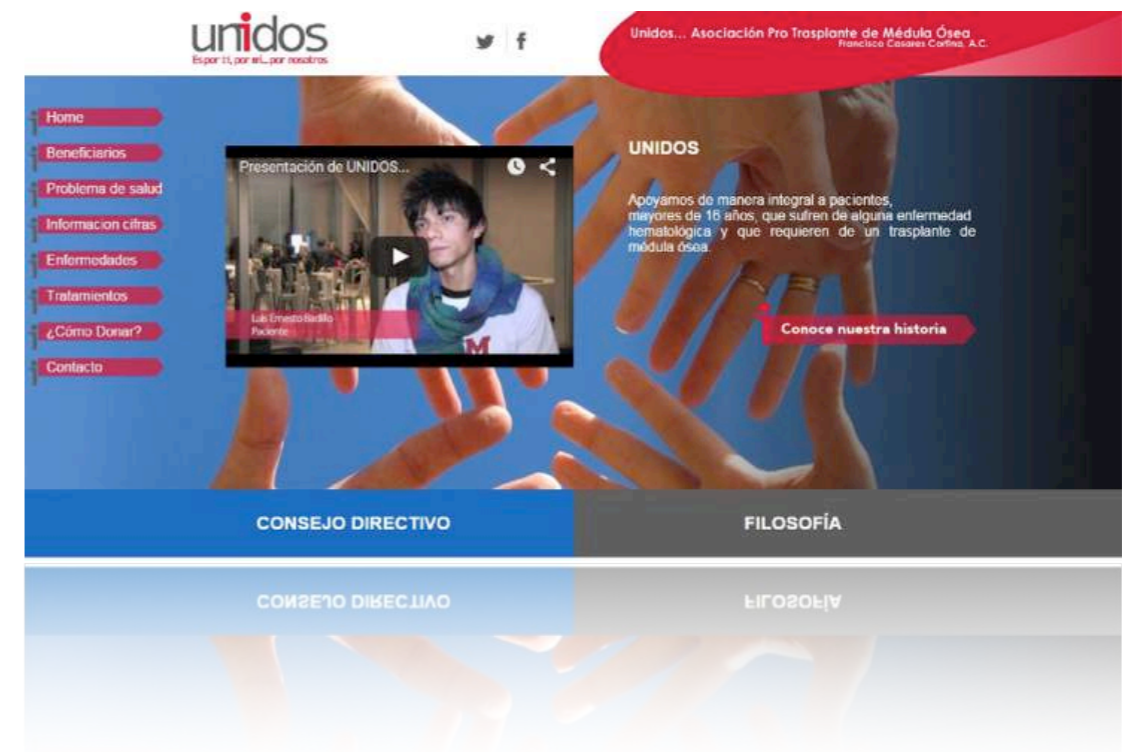 unidos
Es por ti, por mi...por nosotros
Unidos... Asociación Pro Trasplante de Médula Ósea
Francisco Casares Cortina, A.C.
Home
Beneficiarios
Problema de salud
Informacion cifras
Enfermedades
Tratamientos
¿Cómo Donar?
Contacto
Presentación de UNIDOS...
Luis Ernesto Badillo
Paciente
M
UNIDOS
Apoyamos de manera integral a pacientes,
mayores de 16 años, que sufren de alguna enfermedad
hematológica y que requieren de un trasplante de
médula ósea.
Conoce nuestra historia
CONSEJO DIRECTIVO
FILOSOFÍA
CONSEJO DIRECTIVO
FILOSOFÍA